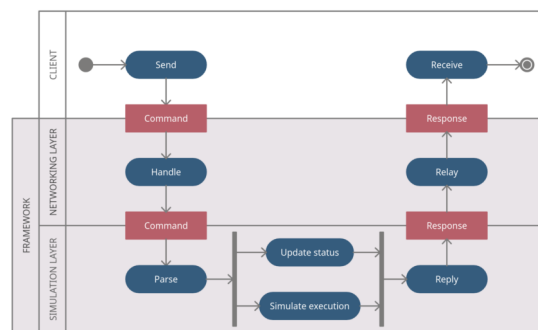 CLIENT
Send
Receive
Command
Response
FRAMEWORK
NETWORKING LAYER
Handle
Relay
Command
Response
SIMULATION LAYER
Update status
Parse
Reply
Simulate execution